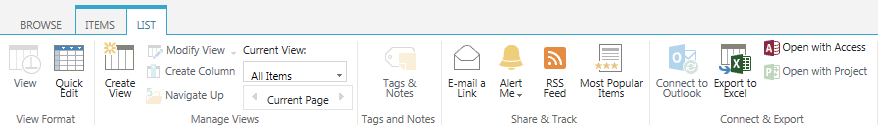 BROWSE ITEMS LIST
View
Quick
Edit
Create
View
Modify View
Create Column
Navigate Up
Current View:
All Items
Current Page
Tags &
Notes
E-mail a
Link
Alert
Me
RSS
Feed
Most Popular
Items
Connect to
Outlook
Export to
Excel
Open with Access
Open with Project
View Format
Manage Views
Tags and Notes
Share & Track
Connect & Export